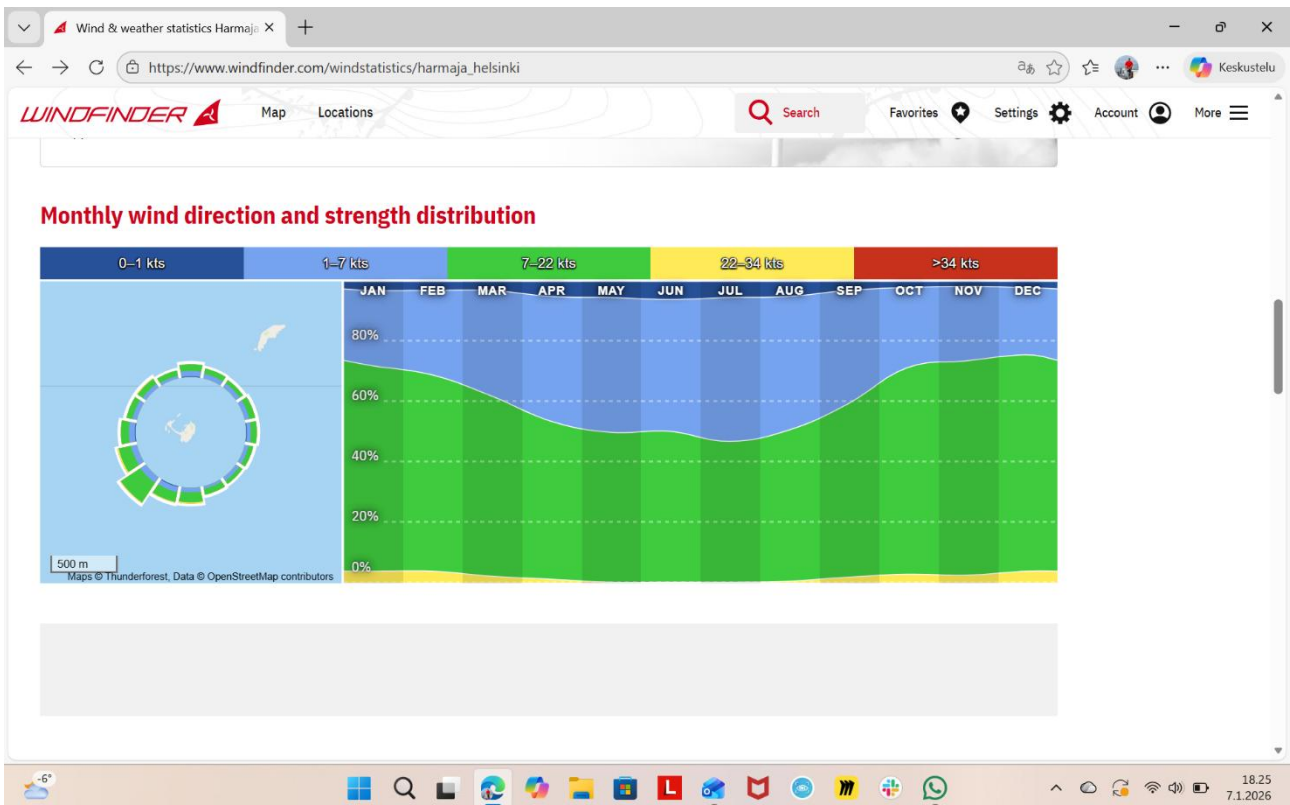 Wind & weather statistics Harmaja
https://www.windfinder.com/windstatistics/harmaja_helsinki
Keskustelu
WINDFINDER
Map
Locations
Search
Favorites
Settings
Account
More
Monthly wind direction and strength distribution
0–1 kts
1–7 kts
7–22 kts
22–34 kts
>34 kts
JAN FEB MAR APR MAY JUN JUL AUG SEP OCT NOV DEC
80%
60%
40%
20%
0%
500 m
Maps © Thunderforest, Data © OpenStreetMap contributors
-6°
18.25
7.1.2026